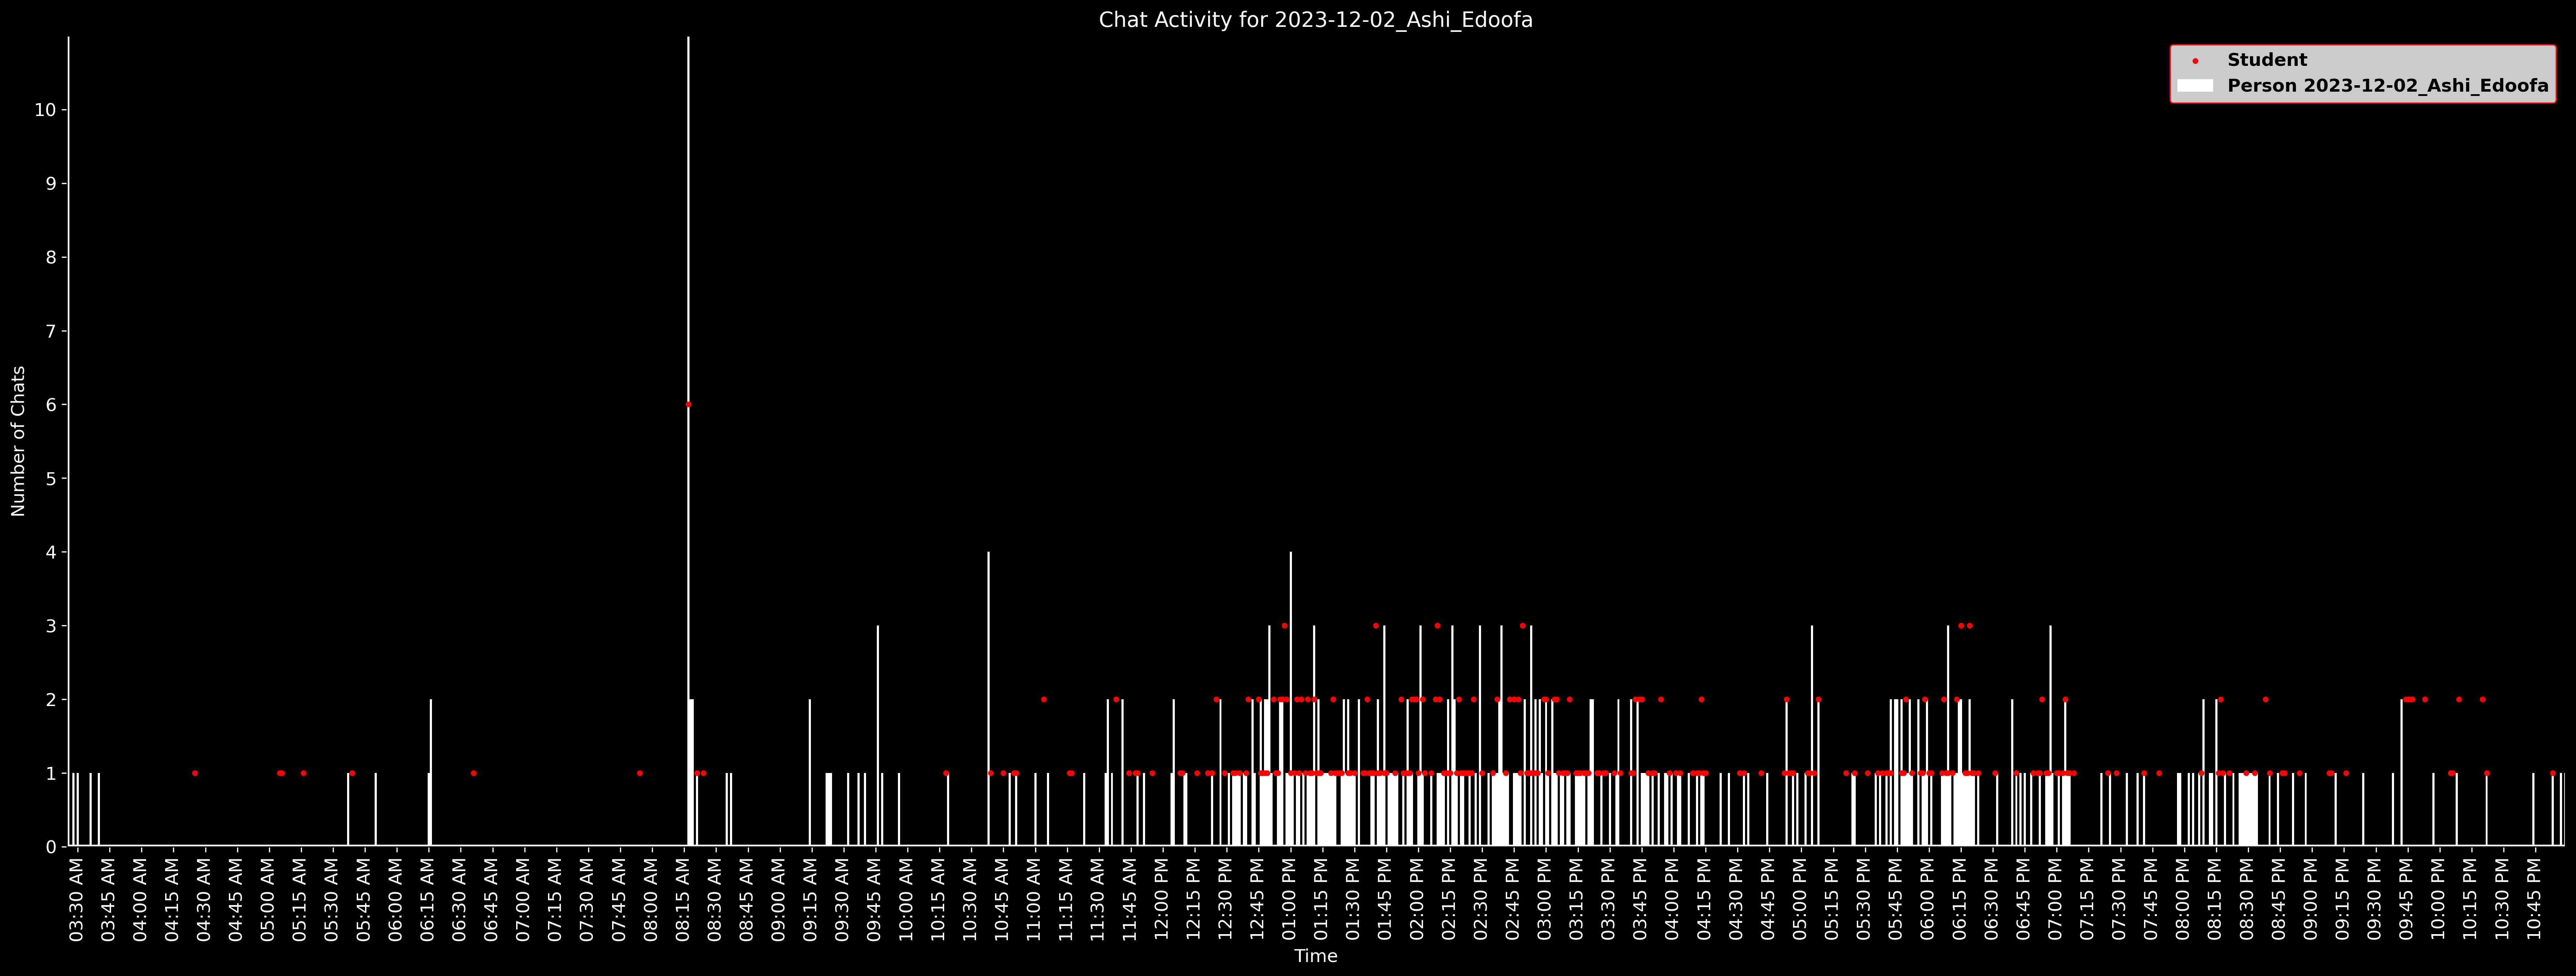 Chat Activity for 2023-12-02_Ashi_Edoofa
Student
Person 2023-12-02_Ashi_Edoofa
Number of Chats
10
9
8
7
6
5
4
3
2
1
0
03:30 AM
03:45 AM
04:00 AM
04:15 AM
04:30 AM
04:45 AM
05:00 AM
05:15 AM
05:30 AM
05:45 AM
06:00 AM
06:15 AM
06:30 AM
06:45 AM
07:00 AM
07:15 AM
07:30 AM
07:45 AM
08:00 AM
08:15 AM
08:30 AM
08:45 AM
09:00 AM
09:15 AM
09:30 AM
09:45 AM
10:00 AM
10:15 AM
10:30 AM
10:45 AM
11:00 AM
11:15 AM
11:30 AM
11:45 AM
12:00 PM
12:15 PM
12:30 PM
12:45 PM
01:00 PM
01:15 PM
01:30 PM
01:45 PM
02:00 PM
02:15 PM
02:30 PM
02:45 PM
03:00 PM
03:15 PM
03:30 PM
03:45 PM
04:00 PM
04:15 PM
04:30 PM
04:45 PM
05:00 PM
05:15 PM
05:30 PM
05:45 PM
06:00 PM
06:15 PM
06:30 PM
06:45 PM
07:00 PM
07:15 PM
07:30 PM
07:45 PM
08:00 PM
08:15 PM
08:30 PM
08:45 PM
09:00 PM
09:15 PM
09:30 PM
09:45 PM
10:00 PM
10:15 PM
10:30 PM
10:45 PM
Time